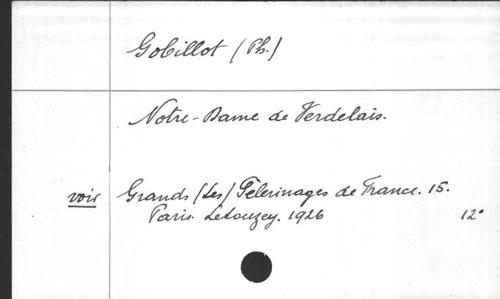 Gobillot (Ph.)
Notre-Dame de Verdelais.
voir Grands (Les) Pèlerinages de France. 15.
Paris. Letouzey. 1926 12°